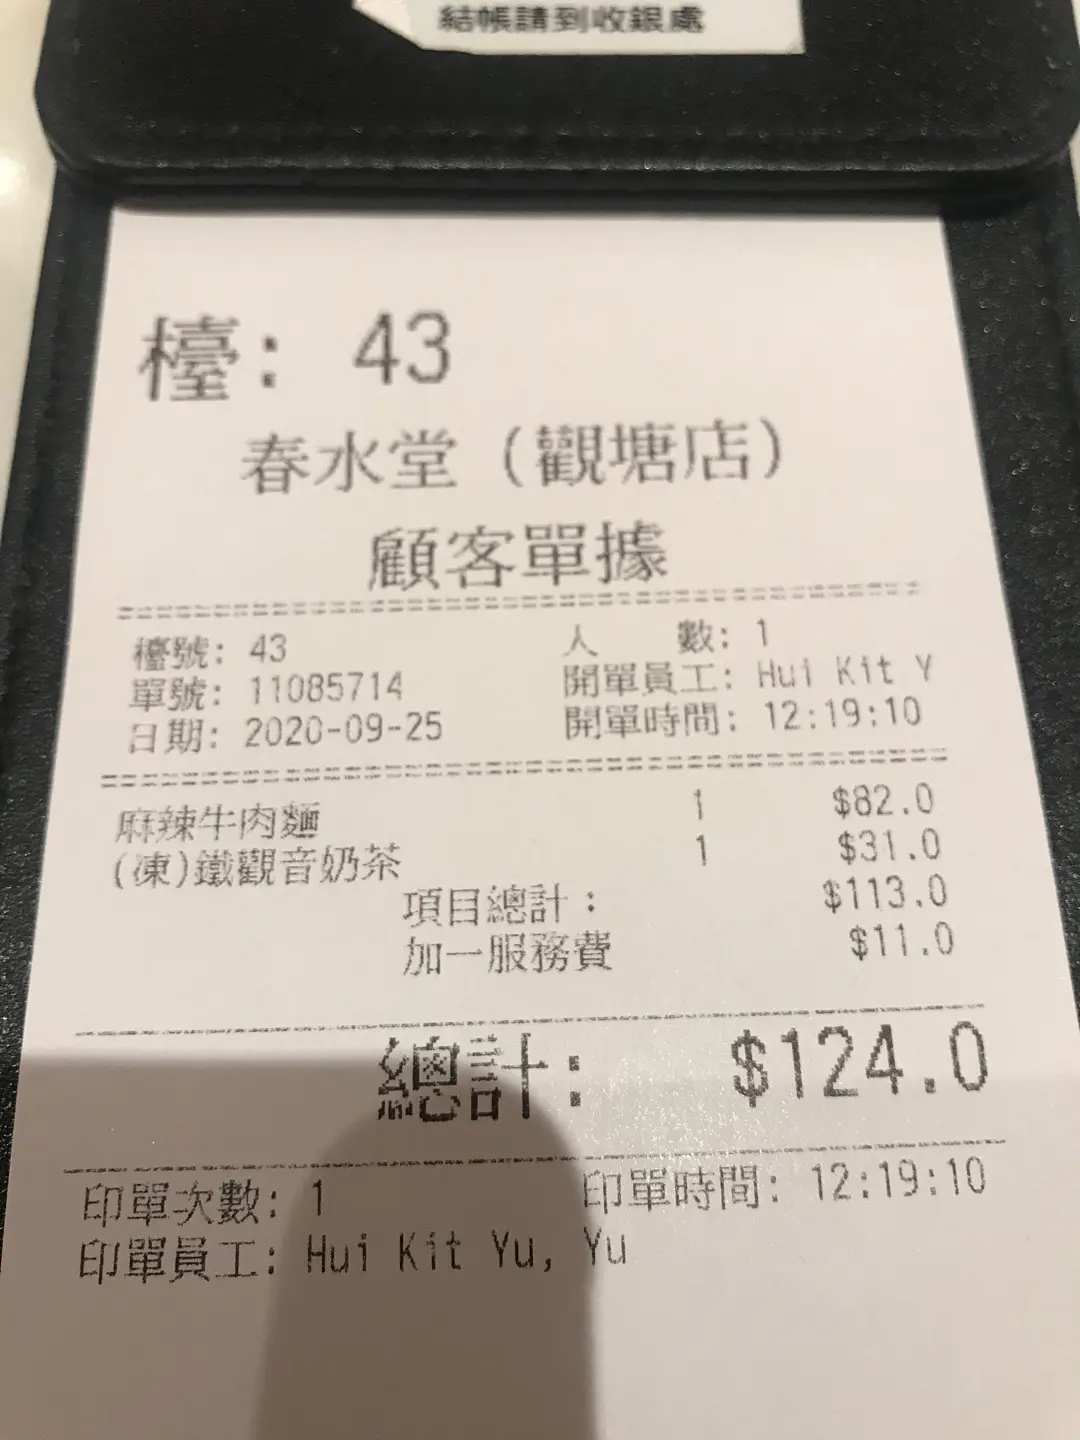 結帳請到收銀處
檯: 43
春水堂 (觀塘店)
顧客單據
檯號: 43 人 數: 1
單號: 11085714 開單員工: Hui Kit Y
日期: 2020-09-25 開單時間: 12:19:10
麻辣牛肉麵 1 $82.0
(凍)鐵觀音奶茶 1 $31.0
項目總計: $113.0
加一服務費 $11.0
總計: $124.0
印單次數: 1 印單時間: 12:19:10
印單員工: Hui Kit Yu, Yu